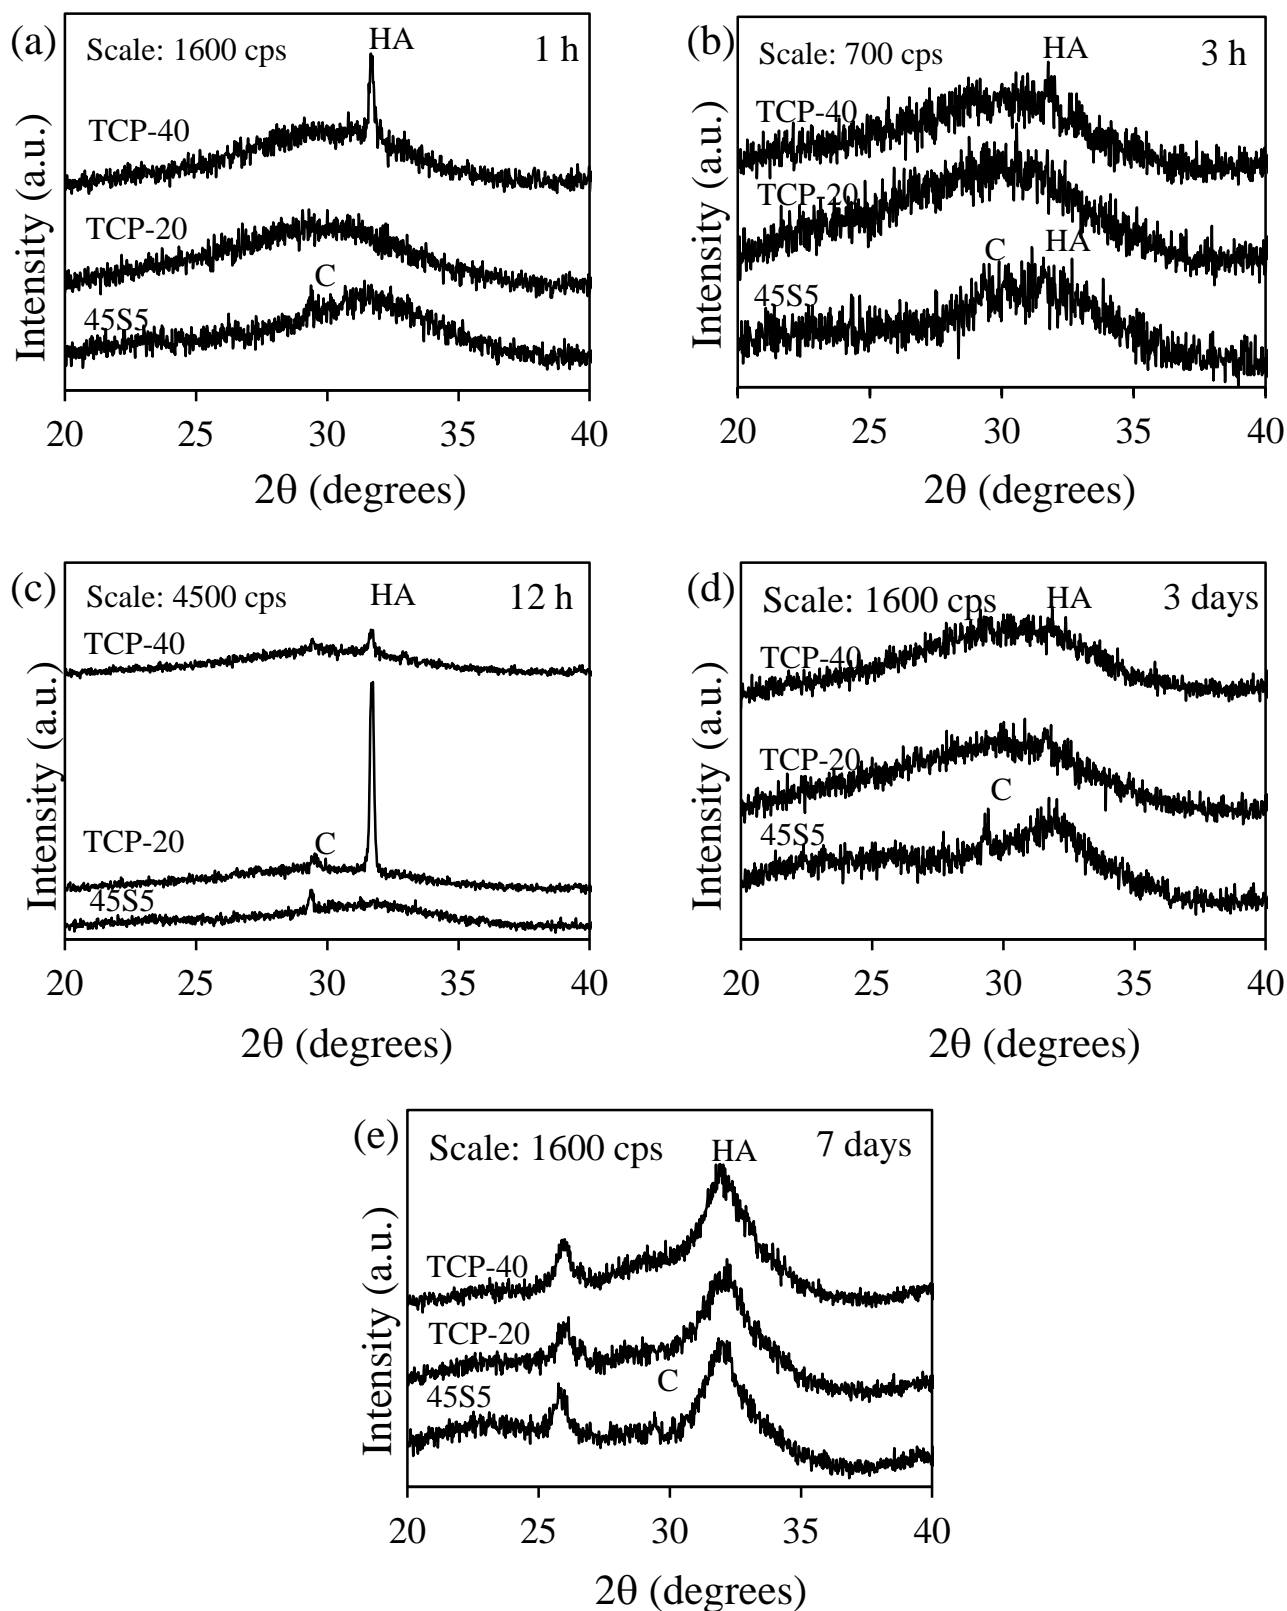 (a)
Scale: 1600 cps
HA
1 h
TCP-40
TCP-20
C
45S5
Intensity (a.u.)
20 25 30 35 40
2θ (degrees)
(b)
Scale: 700 cps
HA
3 h
TCP-40
TCP-20
C
HA
45S5
Intensity (a.u.)
20 25 30 35 40
2θ (degrees)
(c)
Scale: 4500 cps
HA
12 h
TCP-40
TCP-20
C
45S5
Intensity (a.u.)
20 25 30 35 40
2θ (degrees)
(d)
Scale: 1600 cps
HA
3 days
TCP-40
TCP-20
C
45S5
Intensity (a.u.)
20 25 30 35 40
2θ (degrees)
(e)
Scale: 1600 cps
HA
7 days
TCP-40
TCP-20
C
45S5
Intensity (a.u.)
20 25 30 35 40
2θ (degrees)